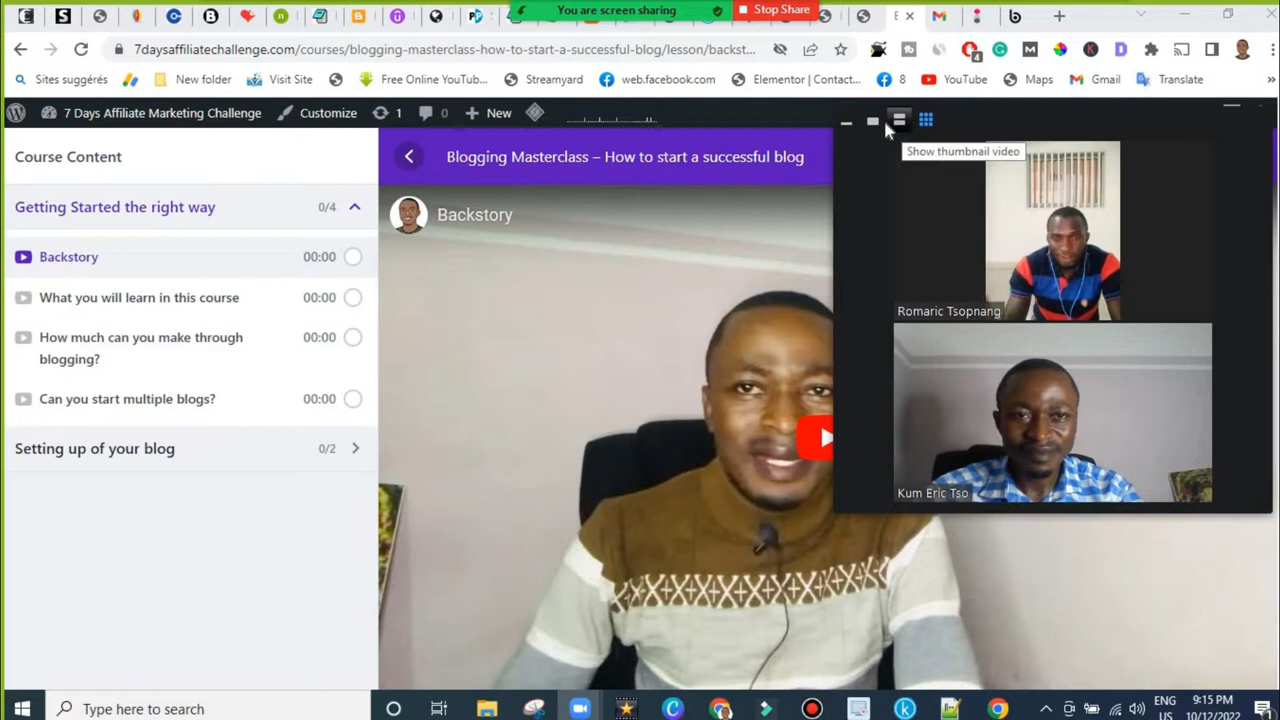 You are screen sharing
Stop Share
7daysaffiliatechallenge.com/courses/blogging-masterclass-how-to-start-a-successful-blog/lesson/backst...
4
Sites suggérés
New folder
Visit Site
Free Online YouTub...
Streamyard
web.facebook.com
Elementor | Contact...
8
YouTube
Maps
Gmail
Translate
7 Days Affiliate Marketing Challenge
Customize
1
0
New
Show thumbnail video
Course Content
Blogging Masterclass – How to start a successful blog
Getting Started the right way
0/4
Backstory
Backstory
00:00
What you will learn in this course
00:00
How much can you make through
blogging?
00:00
Can you start multiple blogs?
00:00
Setting up of your blog
0/2
Romaric Tsopnang
Kum Eric Tso
Type here to search
ENG
US
9:15 PM
10/12/2022